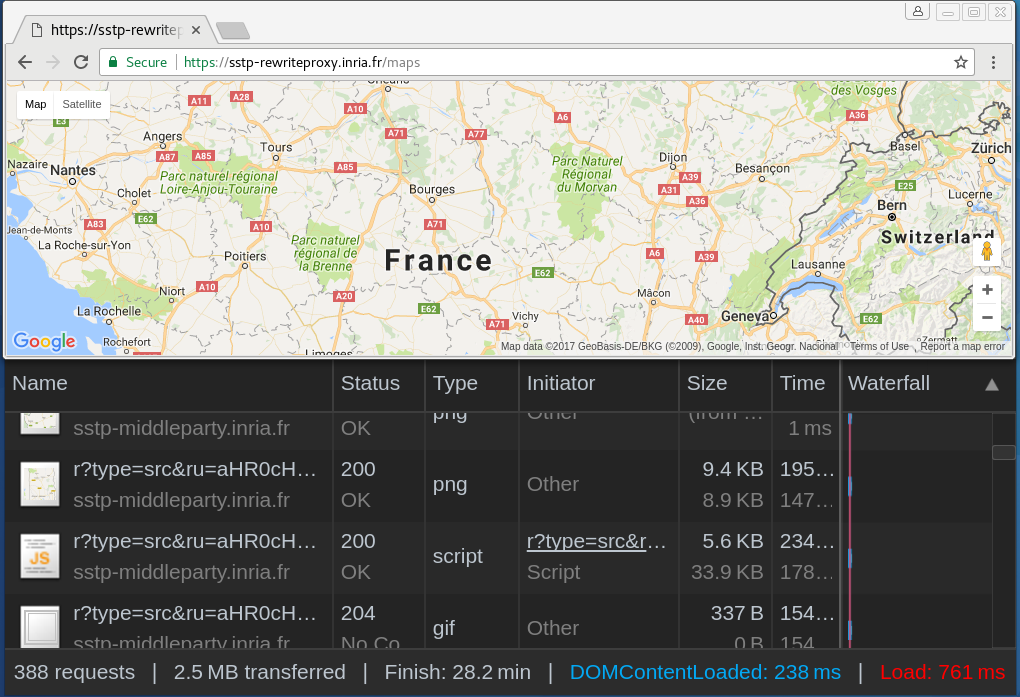 https://sstp-rewritep
Secure https://sstp-rewriteproxy.inria.fr/maps
Map Satellite
Orléans
des Vosges
A11 A28 A10 A6 A36
E3
Angers
A71 A77
Basel
Zürich
Tours
A87 A85
Nazaire
Nantes
A85
Parc Naturel
Régional
du Morvan
Dijon
Besançon
A39
Parc naturel régional
Loire-Anjou-Touraine
Cholet
Bourges
A31
A36
E25
Lucerne
Bern
E62
A83
A10
A71
Jean-de-Monts
La Roche-sur-Yon
Parc naturel
régional de
la Brenne
Switzerland
Poitiers
France
A6
A39
Lausanne
E62
Niort
A10
A20
Mâcon
E62
La Rochelle
Vichy
A71
A40
Geneva
E62
Google
Rochefort
Limoges
Map data ©2017 GeoBasis-DE/BKG (©2009), Google, Inst. Geogr. Nacional Terms of Use Report a map error
Name Status Type Initiator Size Time Waterfall
png Other (from …
sstp-middleparty.inria.fr OK 1 ms
r?type=src&ru=aHR0cH… 200 png Other 9.4 KB 195…
sstp-middleparty.inria.fr OK 8.9 KB 147…
r?type=src&ru=aHR0cH… 200 script r?type=src&r… 5.6 KB 234…
sstp-middleparty.inria.fr OK Script 33.9 KB 178…
r?type=src&ru=aHR0cH… 204 gif Other 337 B 154…
sstp-middleparty.inria.fr No Co 0 B 154
388 requests | 2.5 MB transferred | Finish: 28.2 min | DOMContentLoaded: 238 ms | Load: 761 ms